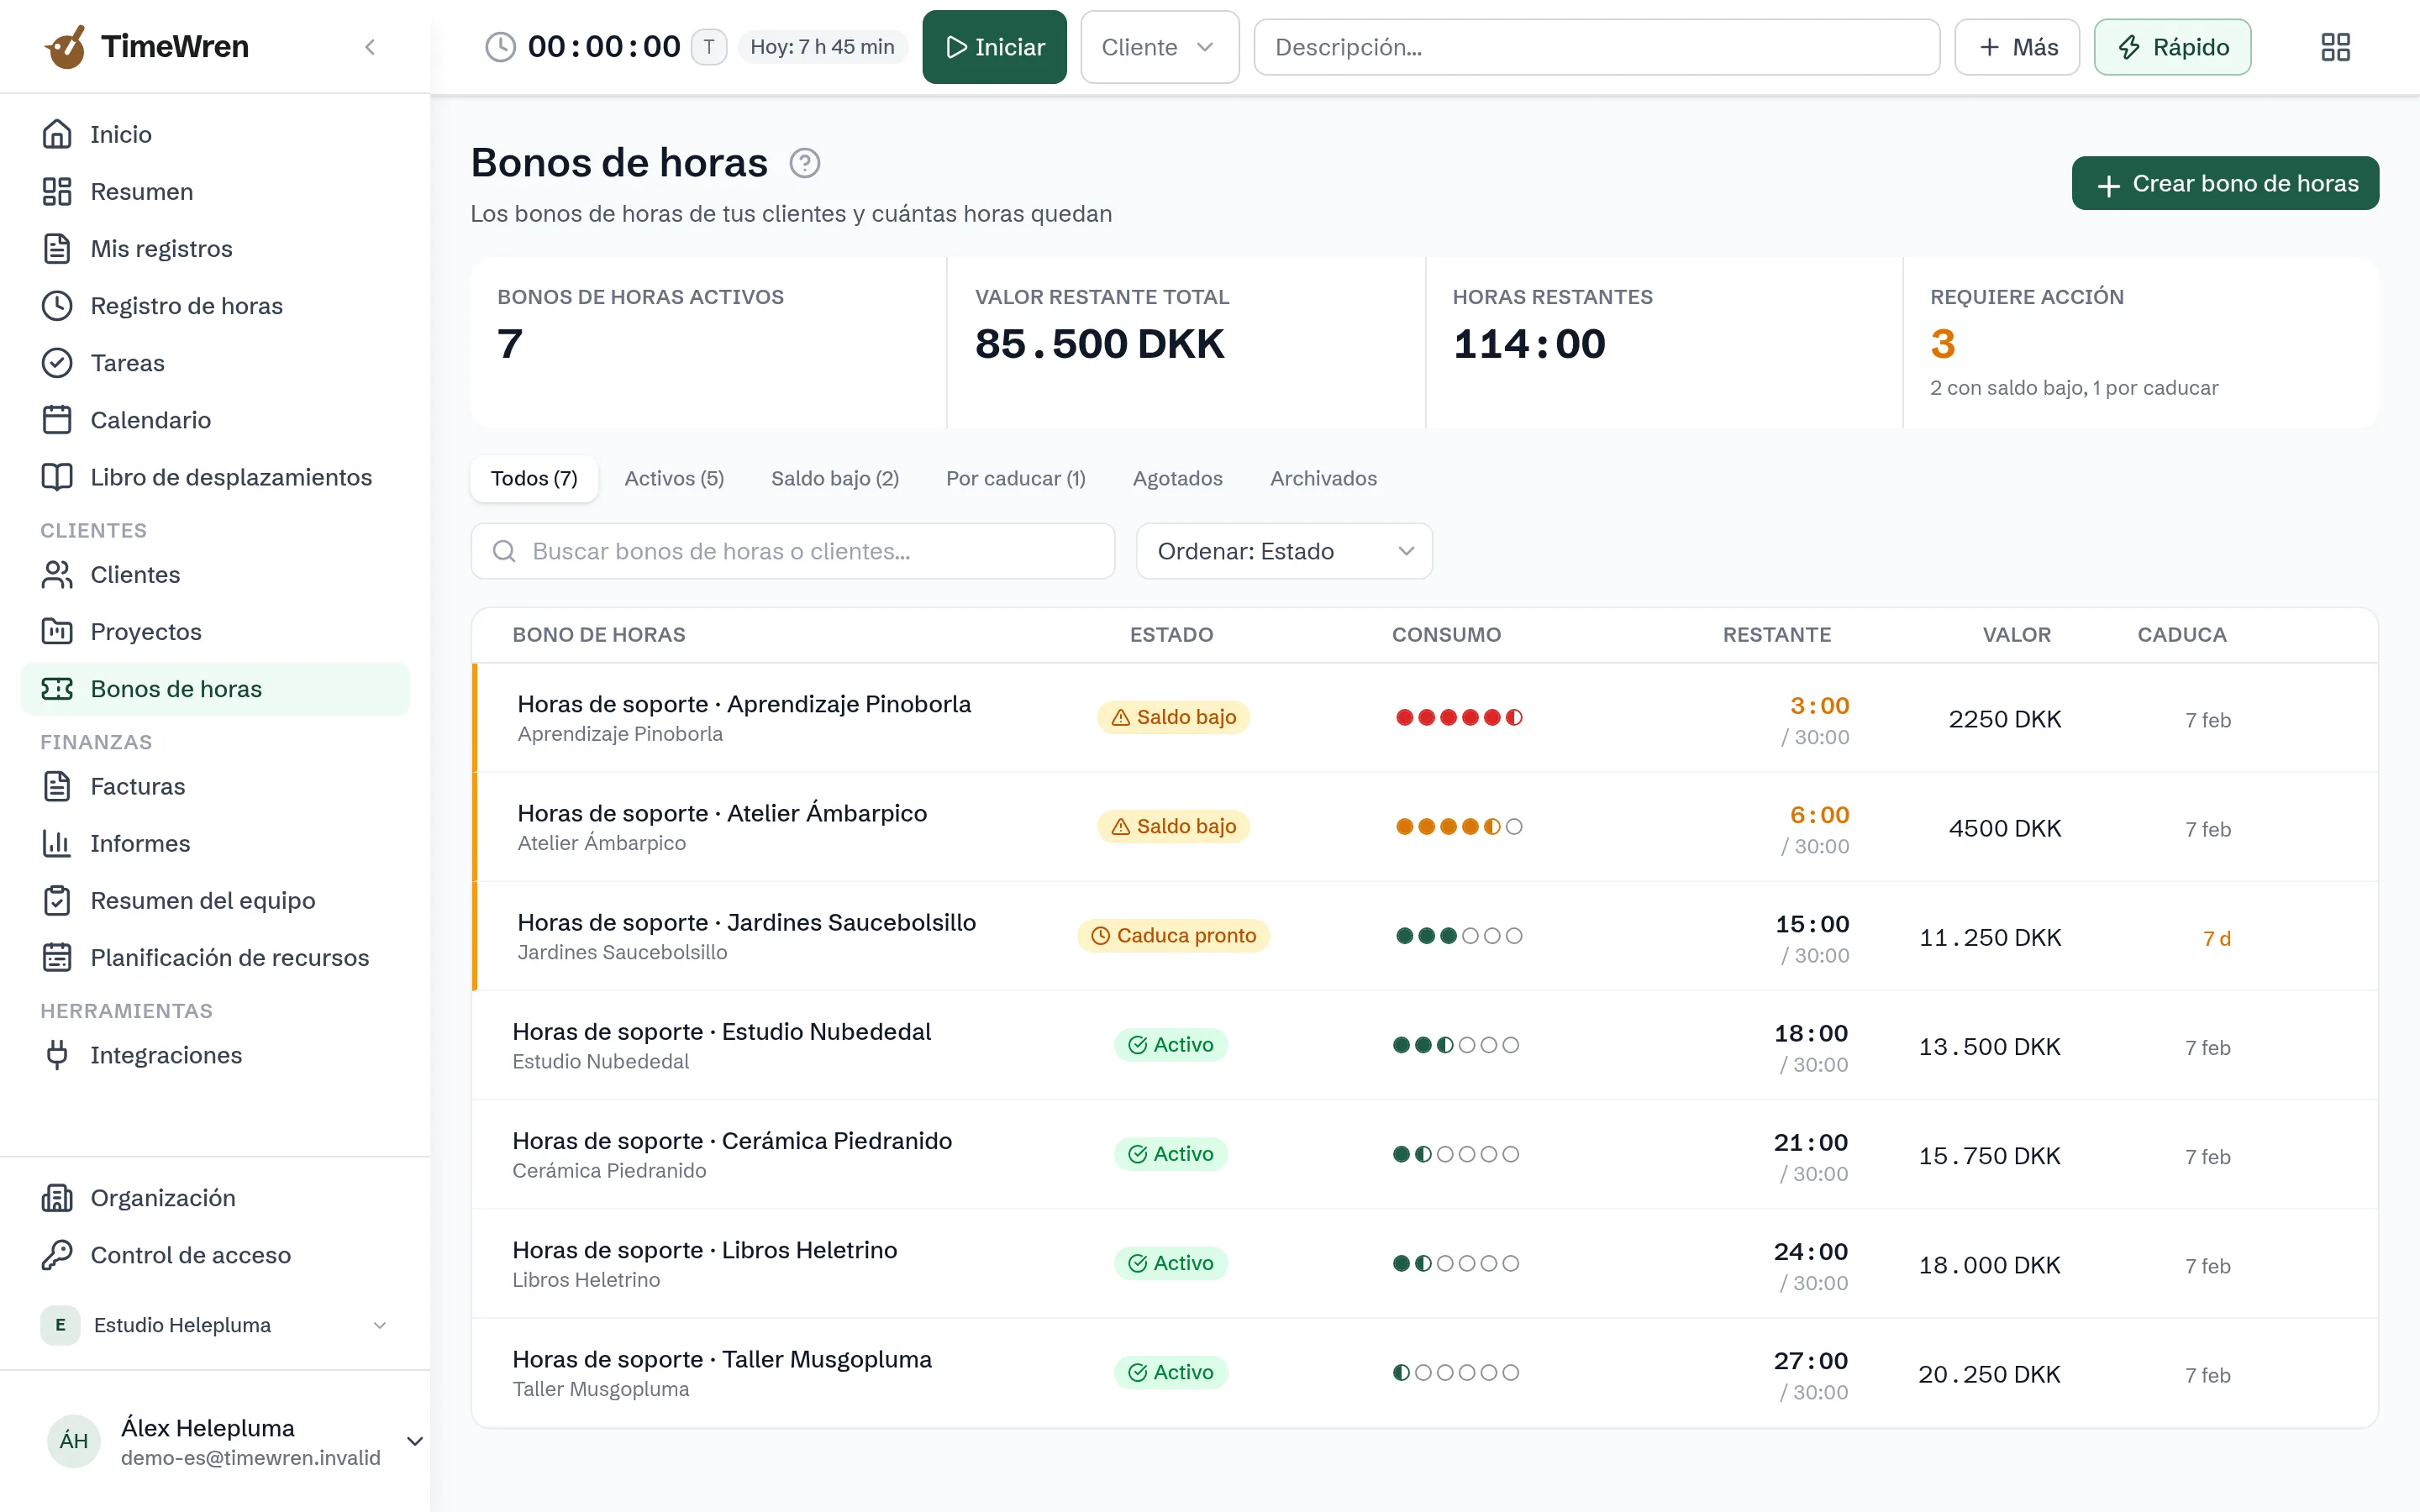 TimeWren
00:00:00
T
Hoy: 7 h 45 min
Iniciar
Cliente
Descripción...
Más
Rápido
Inicio
Resumen
Mis registros
Registro de horas
Tareas
Calendario
Libro de desplazamientos
CLIENTES
Clientes
Proyectos
Bonos de horas
FINANZAS
Facturas
Informes
Resumen del equipo
Planificación de recursos
HERRAMIENTAS
Integraciones
Organización
Control de acceso
E
Estudio Helepluma
ÁH
Álex Helepluma
demo-es@timewren.invalid
Bonos de horas
Los bonos de horas de tus clientes y cuántas horas quedan
Crear bono de horas
BONOS DE HORAS ACTIVOS
7
VALOR RESTANTE TOTAL
85.500 DKK
HORAS RESTANTES
114:00
REQUIERE ACCIÓN
3
2 con saldo bajo, 1 por caducar
Todos (7)
Activos (5)
Saldo bajo (2)
Por caducar (1)
Agotados
Archivados
Buscar bonos de horas o clientes...
Ordenar: Estado
BONO DE HORAS
ESTADO
CONSUMO
RESTANTE
VALOR
CADUCA
Horas de soporte · Aprendizaje Pinoborla
Aprendizaje Pinoborla
Saldo bajo
3:00
/ 30:00
2250 DKK
7 feb
Horas de soporte · Atelier Ámbarpico
Atelier Ámbarpico
Saldo bajo
6:00
/ 30:00
4500 DKK
7 feb
Horas de soporte · Jardines Saucebolsillo
Jardines Saucebolsillo
Caduca pronto
15:00
/ 30:00
11.250 DKK
7 d
Horas de soporte · Estudio Nubededal
Estudio Nubededal
Activo
18:00
/ 30:00
13.500 DKK
7 feb
Horas de soporte · Cerámica Piedranido
Cerámica Piedranido
Activo
21:00
/ 30:00
15.750 DKK
7 feb
Horas de soporte · Libros Heletrino
Libros Heletrino
Activo
24:00
/ 30:00
18.000 DKK
7 feb
Horas de soporte · Taller Musgopluma
Taller Musgopluma
Activo
27:00
/ 30:00
20.250 DKK
7 feb